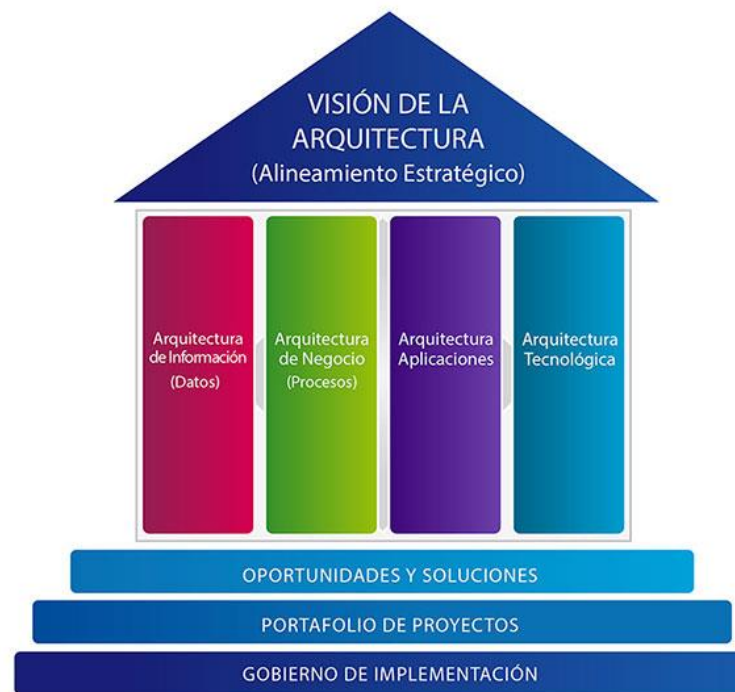 VISIÓN DE LA
ARQUITECTURA
(Alineamiento Estratégico)
Arquitectura
de Información
(Datos)
Arquitectura
de Negocio
(Procesos)
Arquitectura
Aplicaciones
Arquitectura
Tecnológica
OPORTUNIDADES Y SOLUCIONES
PORTAFOLIO DE PROYECTOS
GOBIERNO DE IMPLEMENTACIÓN